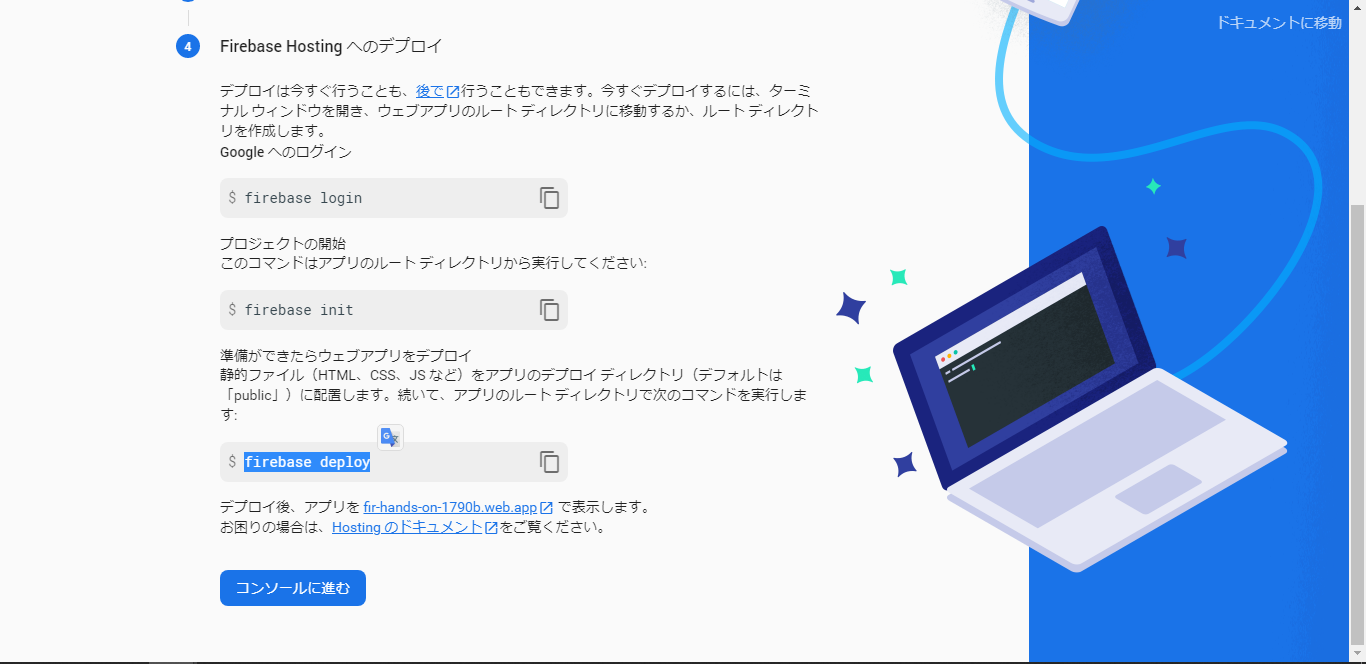 ドキュメントに移動
4
Firebase Hosting へのデプロイ
デプロイは今すぐ行うことも、後で行うこともできます。今すぐデプロイするには、ターミ
ナル ウィンドウを開き、ウェブアプリのルート ディレクトリに移動するか、ルート ディレクト
リを作成します。
Google へのログイン
$ firebase login
プロジェクトの開始
このコマンドはアプリのルート ディレクトリから実行してください:
$ firebase init
準備ができたらウェブアプリをデプロイ
静的ファイル（HTML、CSS、JS など）をアプリのデプロイ ディレクトリ（デフォルトは
「public」）に配置します。続いて、アプリのルート ディレクトリで次のコマンドを実行しま
す:
$ firebase deploy
デプロイ後、アプリを fir-hands-on-1790b.web.app で表示します。
お困りの場合は、Hosting のドキュメントをご覧ください。
コンソールに進む